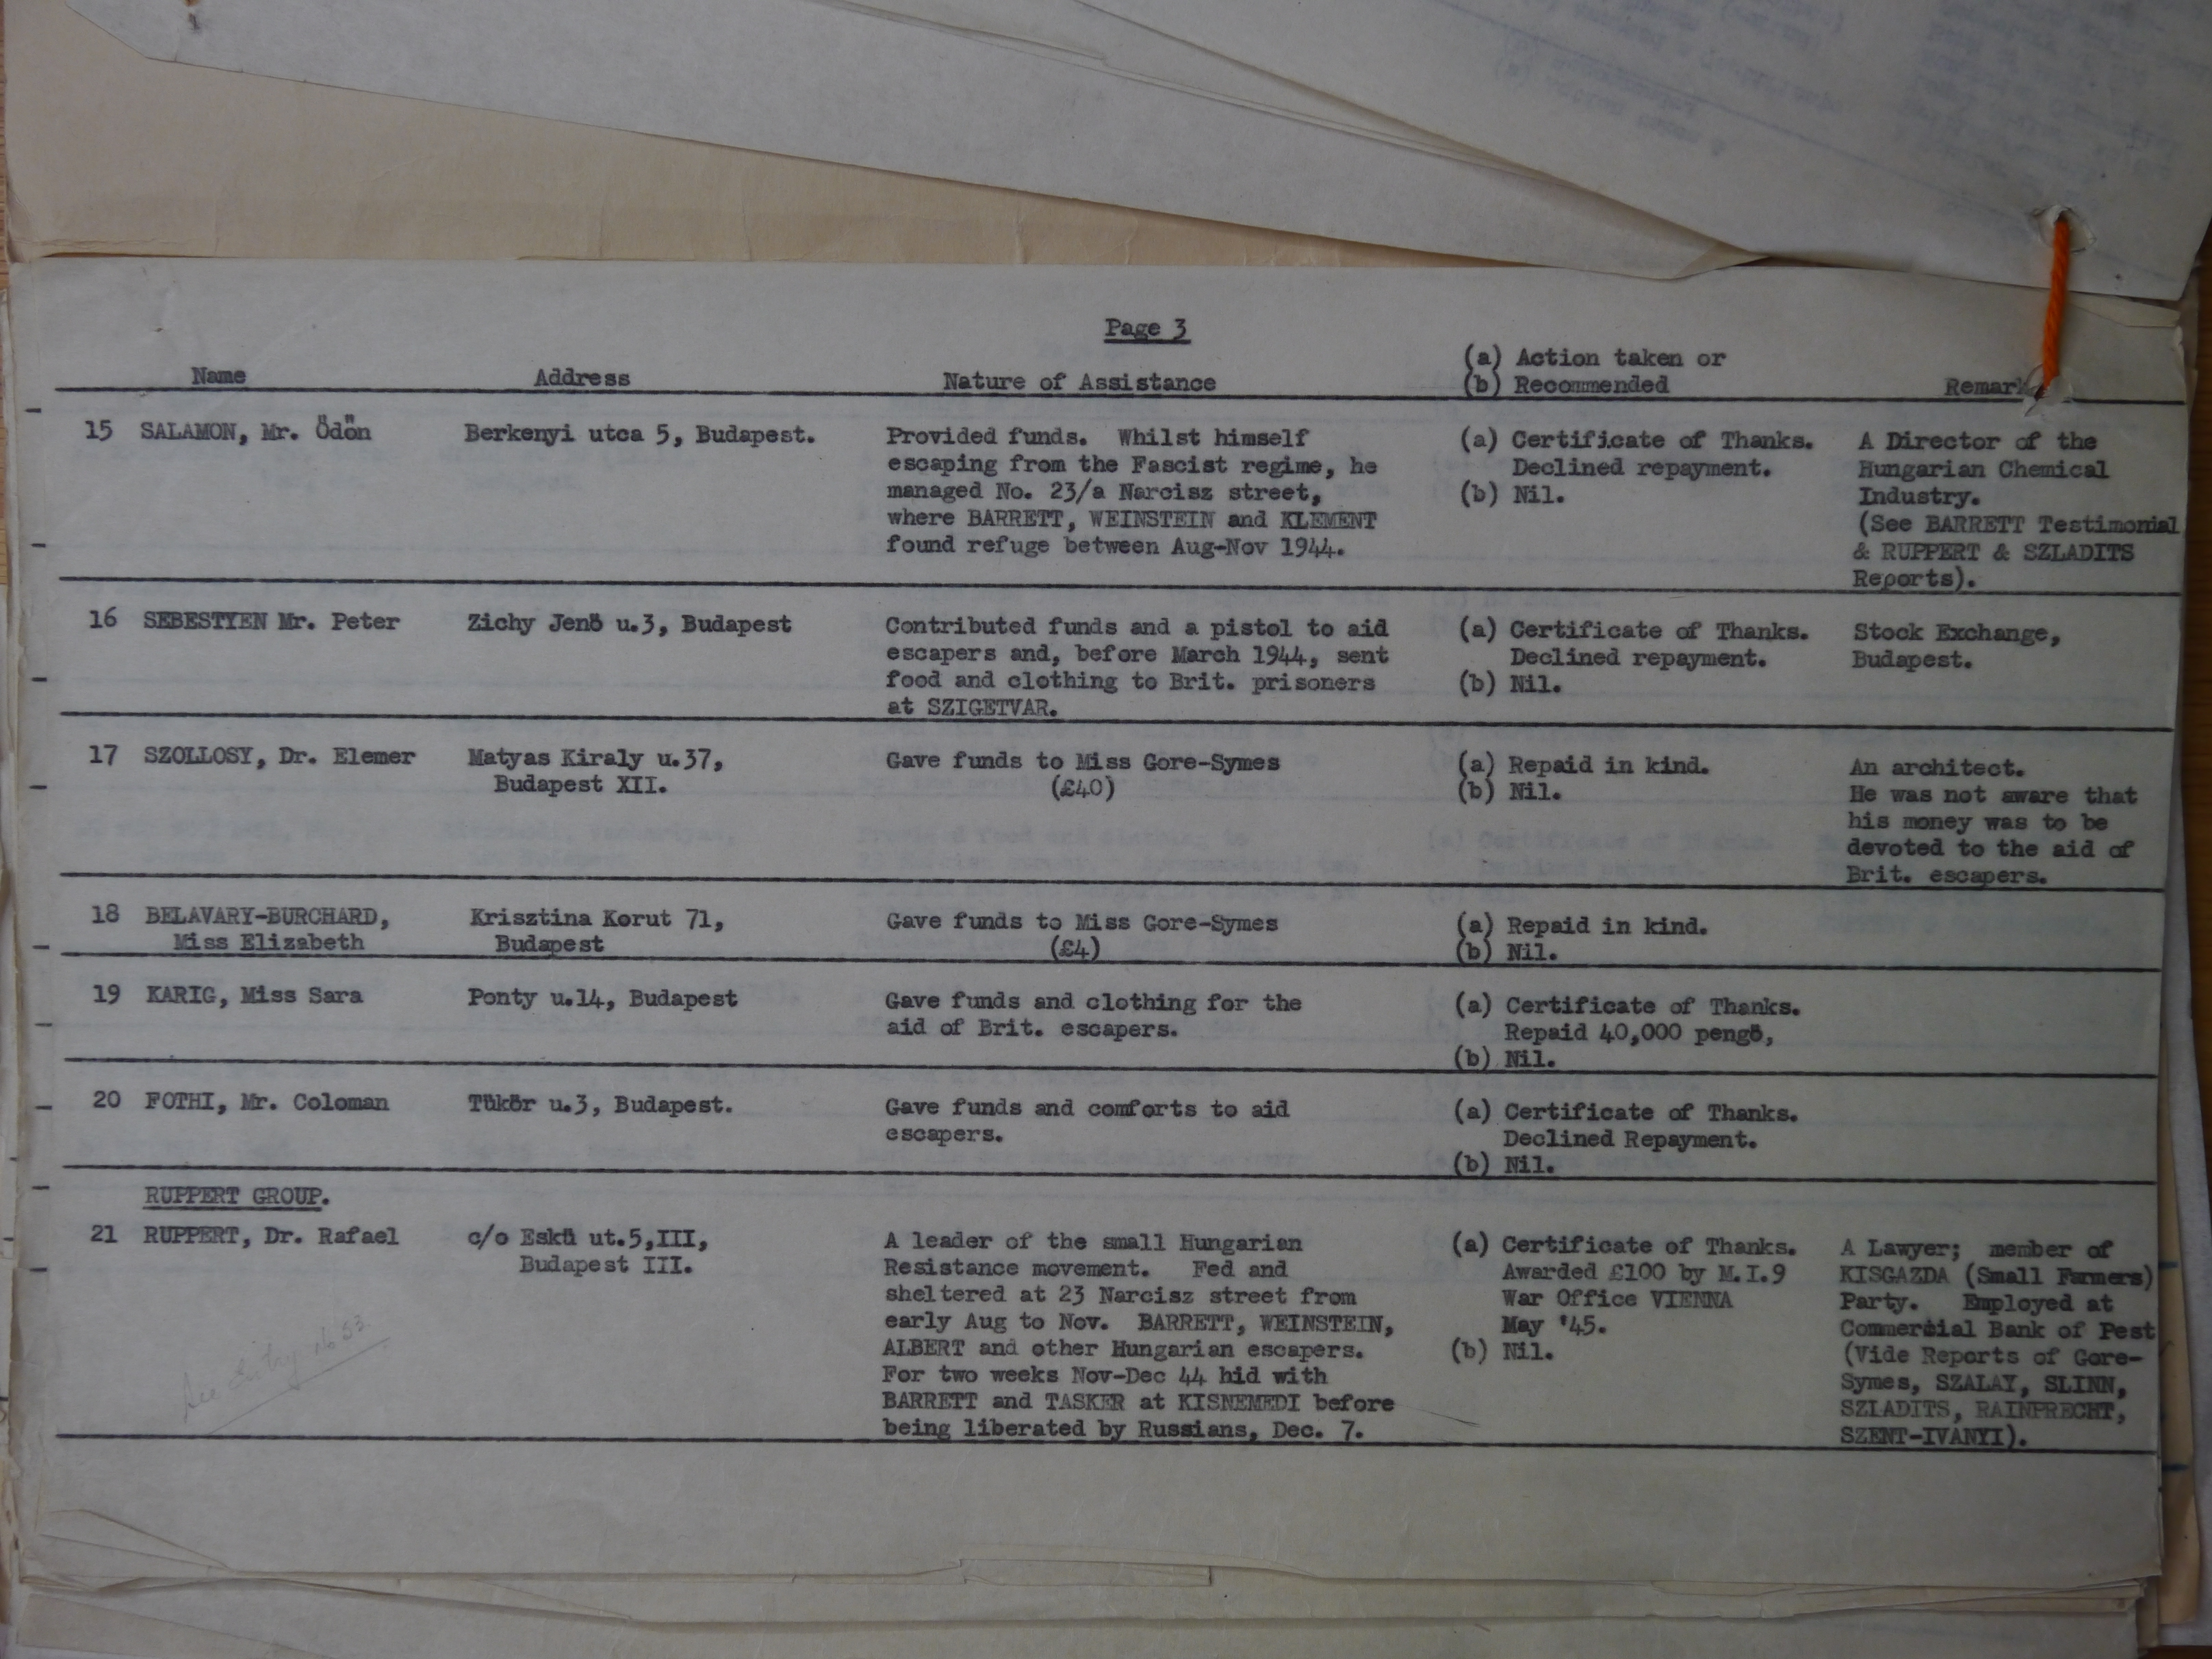 Page 3
Name Address Nature of Assistance (a) Action taken or
(b) Recommended Remark
15 SALAMON, Mr. Ödön Berkenyi utca 5, Budapest. Provided funds. Whilst himself (a) Certificate of Thanks. A Director of the
escaping from the Fascist regime, he Declined repayment. Hungarian Chemical
managed No. 23/a Narcisz street, (b) Nil. Industry.
where BARRETT, WEINSTEIN and KLEMENT (See BARRETT Testimonial
found refuge between Aug-Nov 1944. & RUPPERT & SZLADITS
Reports).
16 SEBESTYEN Mr. Peter Zichy Jenö u.3, Budapest Contributed funds and a pistol to aid (a) Certificate of Thanks. Stock Exchange,
escapers and, before March 1944, sent Declined repayment. Budapest.
food and clothing to Brit. prisoners (b) Nil.
at SZIGETVAR.
17 SZOLLOSY, Dr. Elemer Matyas Kiraly u.37, Gave funds to Miss Gore-Symes (a) Repaid in kind. An architect.
Budapest XII. (£40) (b) Nil. He was not aware that
his money was to be
devoted to the aid of
Brit. escapers.
18 BELAVARY-BURCHARD, Krisztina Korut 71, Gave funds to Miss Gore-Symes (a) Repaid in kind.
Miss Elizabeth Budapest (£4) (b) Nil.
19 KARIG, Miss Sara Ponty u.14, Budapest Gave funds and clothing for the (a) Certificate of Thanks.
aid of Brit. escapers. Repaid 40,000 pengö,
(b) Nil.
20 FOTHI, Mr. Coloman Tükör u.3, Budapest. Gave funds and comforts to aid (a) Certificate of Thanks.
escapers. Declined Repayment.
(b) Nil.
RUPPERT GROUP.
21 RUPPERT, Dr. Rafael c/o Eskü ut.5,III, A leader of the small Hungarian (a) Certificate of Thanks. A Lawyer; member of
Budapest III. Resistance movement. Fed and Awarded £100 by M.I.9 KISGAZDA (Small Farmers)
sheltered at 23 Narcisz street from War Office VIENNA Party. Employed at
early Aug to Nov. BARRETT, WEINSTEIN, May '45. Commercial Bank of Pest
ALBERT and other Hungarian escapers. (b) Nil. (Vide Reports of Gore-
For two weeks Nov-Dec 44 hid with Symes, SZALAY, SLINN,
BARRETT and TASKER at KISNEMEDI before SZLADITS, RAINPRECHT,
being liberated by Russians, Dec. 7. SZENT-IVANYI).
See Entry No 53